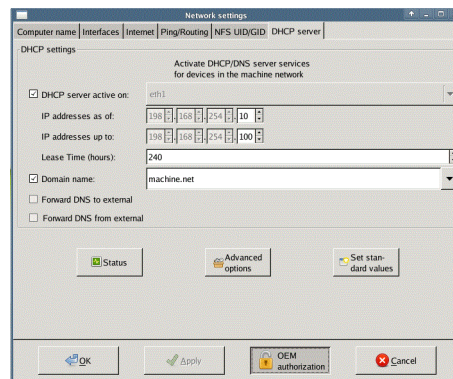 Network settings
Computer name Interfaces Internet Ping/Routing NFS UID/GID DHCP server
DHCP settings
Activate DHCP/DNS server services
for devices in the machine network
DHCP server active on: eth1
IP addresses as of: 198 . 168 . 254 . 10
IP addresses up to: 198 . 168 . 254 . 100
Lease Time (hours): 240
Domain name: machine.net
Forward DNS to external
Forward DNS from external
Status
Advanced
options
Set stan-
dard values
OK
Apply
OEM
authorization
Cancel